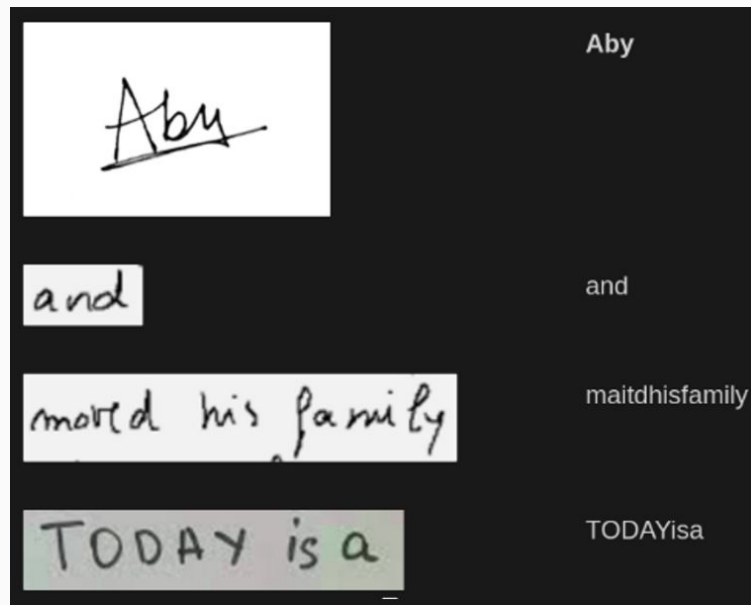 Aby Aby
and and
moved his family maitdhisfamily
TODAY is a TODAYisa